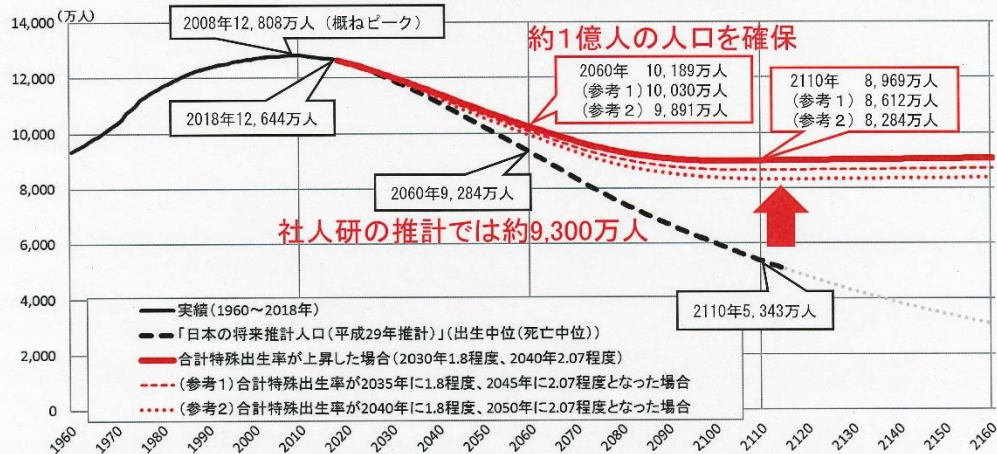 (万人)
14,000
12,000
10,000
8,000
6,000
4,000
2,000
0
2008年12,808万人（概ねピーク）
2018年12,644万人
約1億人の人口を確保
2060年　10,189万人
(参考1) 10,030万人
(参考2)　9,891万人
2110年　8,969万人
(参考1) 8,612万人
(参考2) 8,284万人
2060年9,284万人
社人研の推計では約9,300万人
2110年5,343万人
実績(1960～2018年)
「日本の将来推計人口(平成29年推計)」(出生中位(死亡中位))
合計特殊出生率が上昇した場合(2030年1.8程度、2040年2.07程度)
(参考1)合計特殊出生率が2035年に1.8程度、2045年に2.07程度となった場合
(参考2)合計特殊出生率が2040年に1.8程度、2050年に2.07程度となった場合
1960 1970 1980 1990 2000 2010 2020 2030 2040 2050 2060 2070 2080 2090 2100 2110 2120 2130 2140 2150 2160